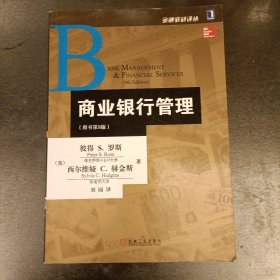 金融教材译丛
BANK MANAGEMENT
& FINANCIAL SERVICES
(9th Edition)
商业银行管理
(原书第9版)
彼得 S. 罗斯
Peter S. Rose
(美)
著
西尔维娅 C. 赫金斯
Sylvia C. Hudgins
刘园 译
机械工业出版社